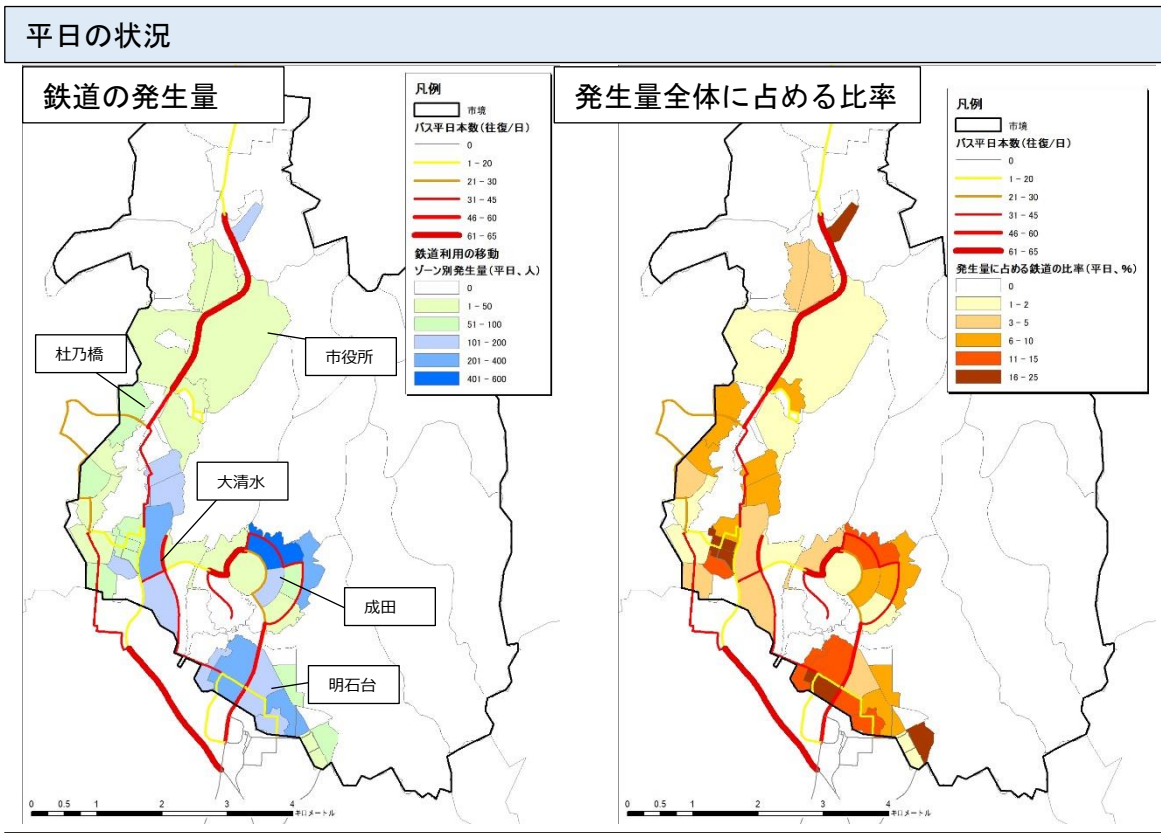 平日の状況
鉄道の発生量
凡例
市境
バス平日本数(往復/日)
0
1 - 20
21 - 30
31 - 45
46 - 60
61 - 65
鉄道利用の移動
ゾーン別発生量(平日、人)
0
1 - 50
51 - 100
101 - 200
201 - 400
401 - 600
杜乃橋
市役所
大清水
成田
明石台
0 0.5 1 2 3 4
キロメートル
発生量全体に占める比率
凡例
市境
バス平日本数(往復/日)
0
1 - 20
21 - 30
31 - 45
46 - 60
61 - 65
発生量に占める鉄道の比率(平日、%)
0
1 - 2
3 - 5
6 - 10
11 - 15
16 - 25
0 0.5 1 2 3 4
キロメートル